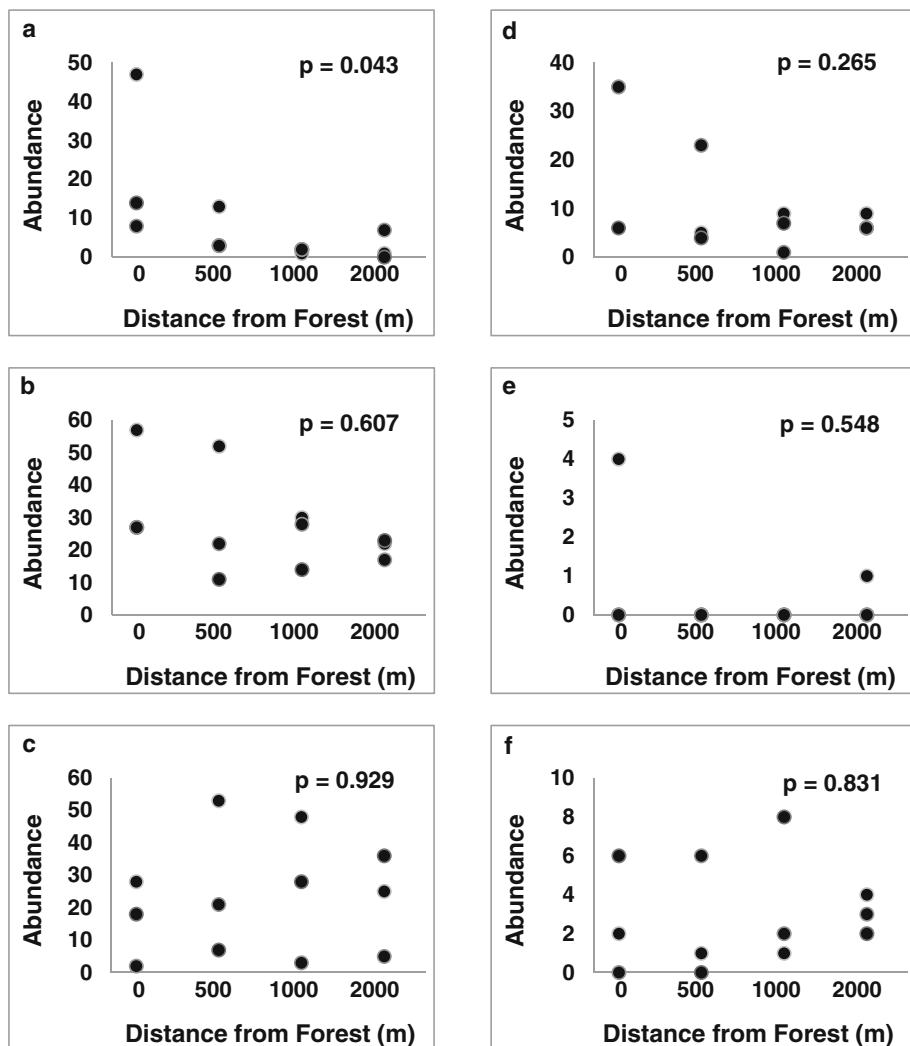 a
p = 0.043
Abundance
50
40
30
20
10
0
0 500 1000 2000
Distance from Forest (m)
b
p = 0.607
Abundance
60
50
40
30
20
10
0
0 500 1000 2000
Distance from Forest (m)
c
p = 0.929
Abundance
60
50
40
30
20
10
0
0 500 1000 2000
Distance from Forest (m)
d
p = 0.265
Abundance
40
30
20
10
0
0 500 1000 2000
Distance from Forest (m)
e
p = 0.548
Abundance
5
4
3
2
1
0
0 500 1000 2000
Distance from Forest (m)
f
p = 0.831
Abundance
10
8
6
4
2
0
0 500 1000 2000
Distance from Forest (m)